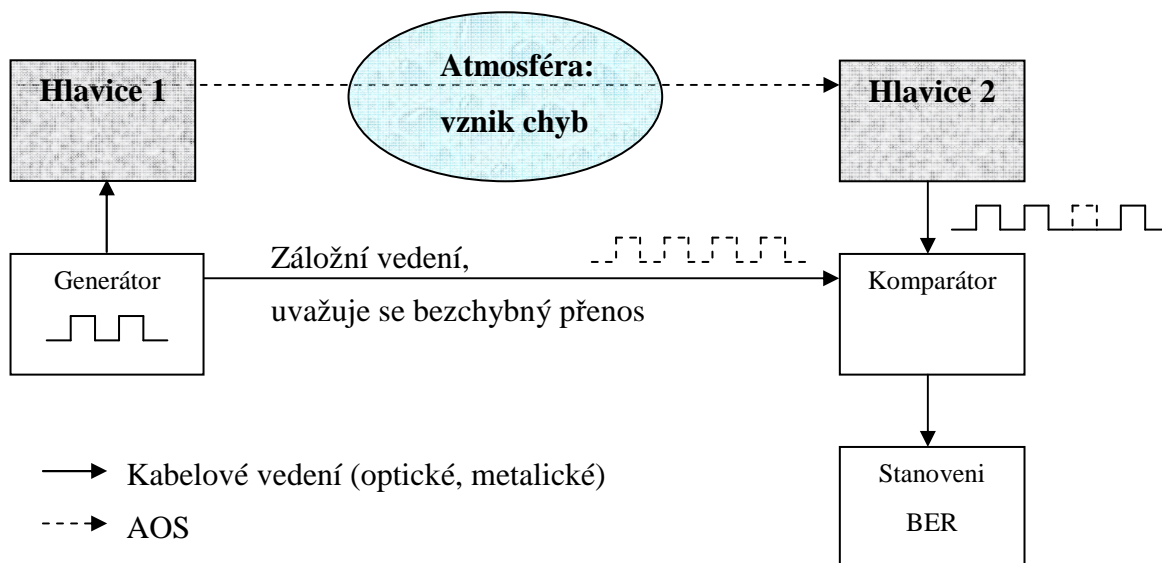 Hlavice 1
Atmosféra:
vznik chyb
Hlavice 2
Generátor
Záložní vedení,
uvažuje se bezchybný přenos
Komparátor
Kabelové vedení (optické, metalické)
AOS
Stanoveni
BER